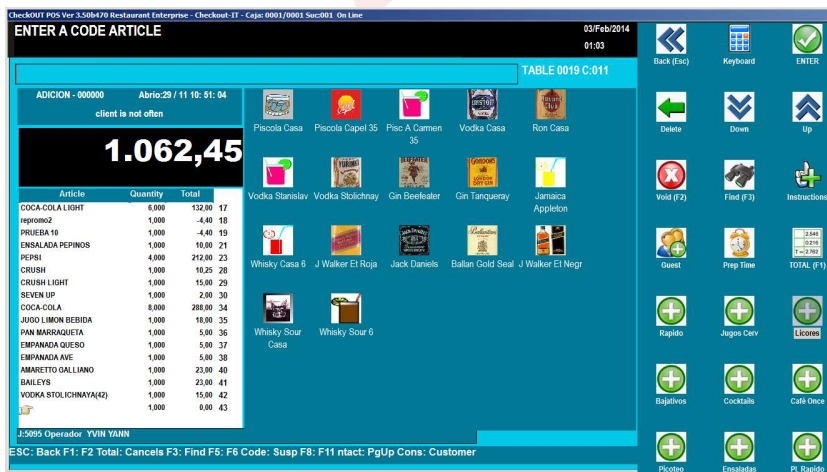 CheckOUT POS Ver 3.50b470 Restaurant Enterprise - Checkout-IT - Caja: 0001/0001 Suc:001 On Line
ENTER A CODE ARTICLE
03/Feb/2014
01:03
TABLE 0019 C:011
ADICION - 000000 Abrio:29 / 11 10: 51: 04
client is not often
1.062,45
Article Quantity Total
COCA-COLA LIGHT 6,000 132,00 17
repromo2 1,000 -4,40 18
PRUEBA 10 1,000 -4,40 19
ENSALADA PEPINOS 1,000 10,00 21
PEPSI 4,000 212,00 23
CRUSH 1,000 10,25 28
CRUSH LIGHT 1,000 15,00 29
SEVEN UP 1,000 2,00 30
COCA-COLA 8,000 288,00 34
JUGO LIMON BEBIDA 1,000 18,00 35
PAN MARRAQUETA 1,000 5,00 36
EMPANADA QUESO 1,000 5,00 37
EMPANADA AVE 1,000 5,00 38
AMARETTO GALLIANO 1,000 23,00 40
BAILEYS 1,000 23,00 41
VODKA STOLICHNAYA(42) 1,000 15,00 42
1,000 0,00 43
Piscola Casa Piscola Capel 35 Pisc A Carmen 35 Vodka Casa Ron Casa
Vodka Stanislav Vodka Stolichnay Gin Beefeater Gin Tanqueray Jamaica Appleton
Whisky Casa 6 J Walker Et Roja Jack Daniels Ballan Gold Seal J Walker Et Negr
Whisky Sour Casa Whisky Sour 6
Back (Esc) Keyboard ENTER
Delete Down Up
Void (F2) Find (F3) Instructions
2.546
0.216
T= 2.762
Guest Prep Time TOTAL (F1)
Rapido Jugos Cerv Licores
Bajativos Cocktails Café Once
Picoteo Ensaladas Pl. Rapido
J:5095 Operador YVIN YANN
ESC: Back F1: F2 Total: Cancels F3: Find F5: F6 Code: Susp F8: F11 ntact: PgUp Cons: Customer